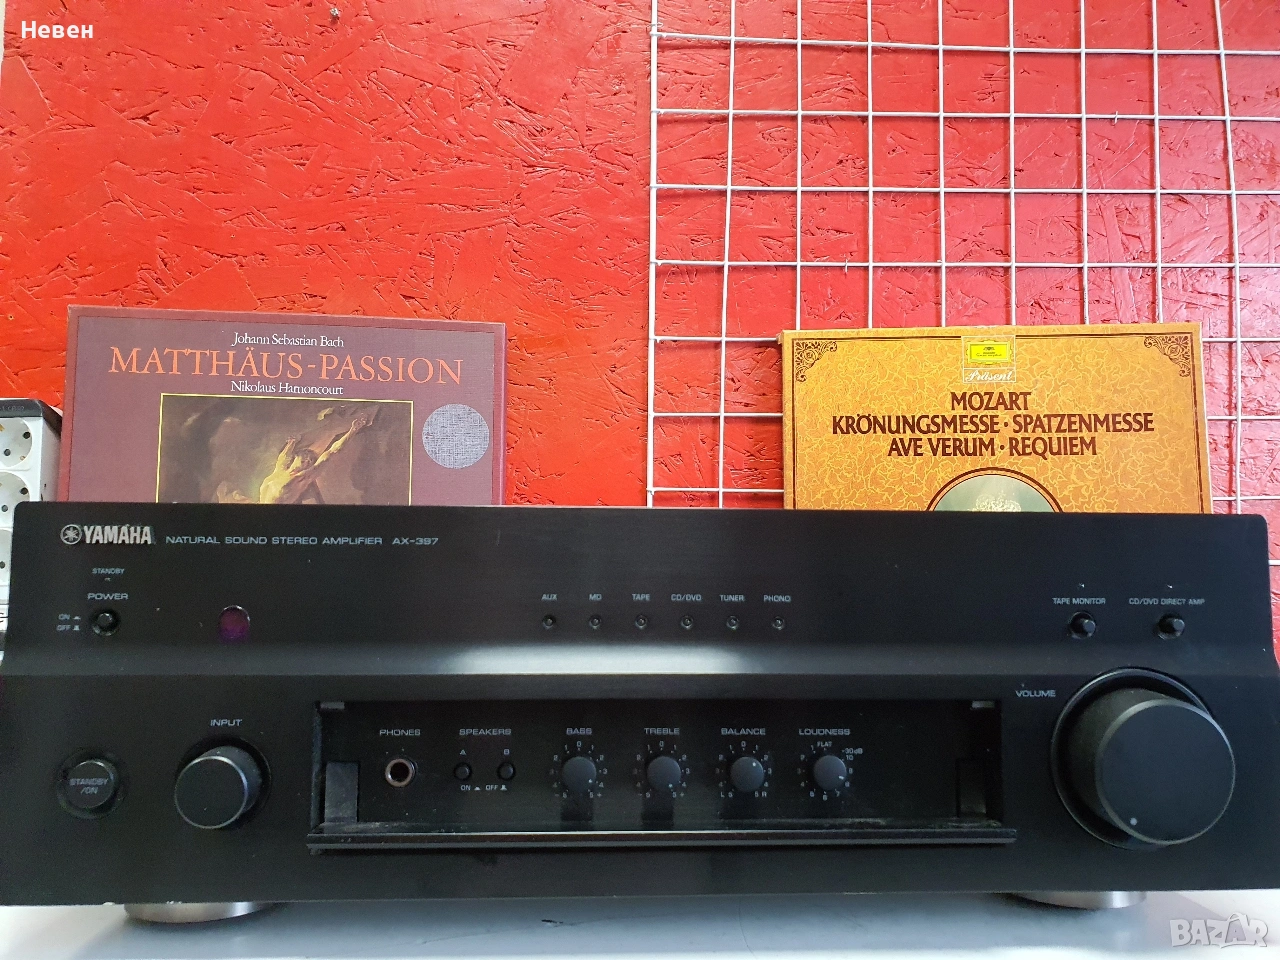 Невен
Johann Sebastian Bach
MATTHÄUS-PASSION
Nikolaus Harnoncourt
Präsent
MOZART
KRÖNUNGSMESSE · SPATZENMESSE
AVE VERUM · REQUIEM
YAMAHA NATURAL SOUND STEREO AMPLIFIER AX-397
STANDBY
POWER
ON
OFF
AUX MD TAPE CD/DVD TUNER PHONO
TAPE MONITOR CD/DVD DIRECT AMP
VOLUME
INPUT
STANDBY
/ON
PHONES SPEAKERS BASS TREBLE BALANCE LOUDNESS
A B
ON OFF
FLAT
-30dB
BAZAR